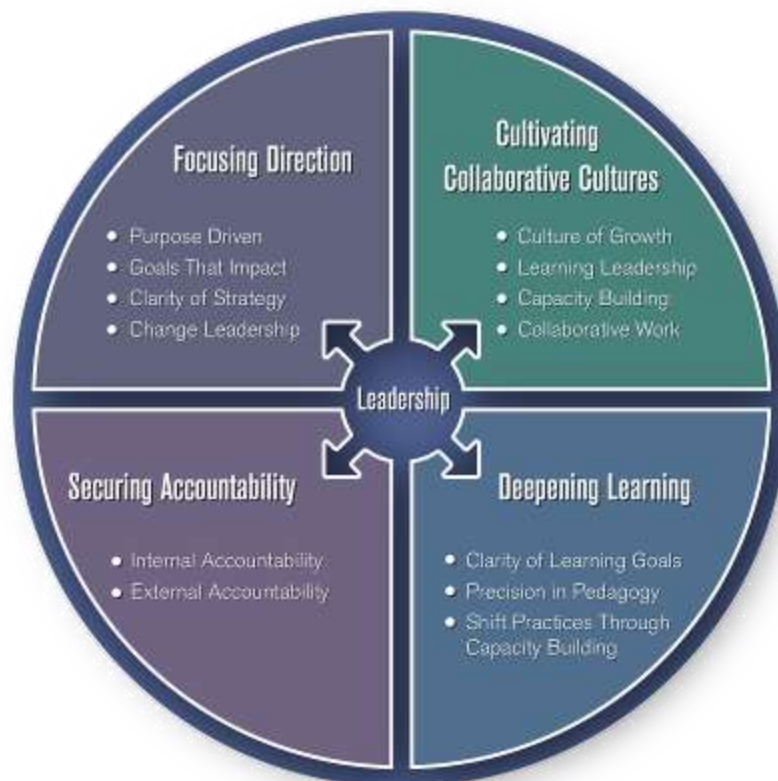 Focusing Direction
• Purpose Driven
• Goals That Impact
• Clarity of Strategy
• Change Leadership
Cultivating
Collaborative Cultures
• Culture of Growth
• Learning Leadership
• Capacity Building
• Collaborative Work
Leadership
Securing Accountability
• Internal Accountability
• External Accountability
Deepening Learning
• Clarity of Learning Goals
• Precision in Pedagogy
• Shift Practices Through
Capacity Building